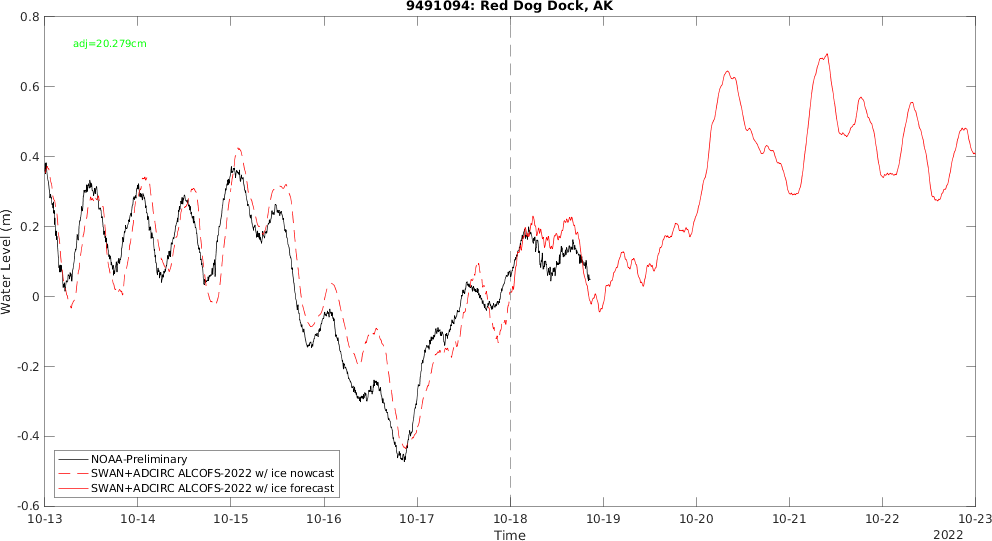 9491094: Red Dog Dock, AK
adj=20.279cm
Water Level (m)
0.8
0.6
0.4
0.2
0
-0.2
-0.4
-0.6
NOAA-Preliminary
SWAN+ADCIRC ALCOFS-2022 w/ ice nowcast
SWAN+ADCIRC ALCOFS-2022 w/ ice forecast
10-13 10-14 10-15 10-16 10-17 10-18 10-19 10-20 10-21 10-22 10-23
Time
2022